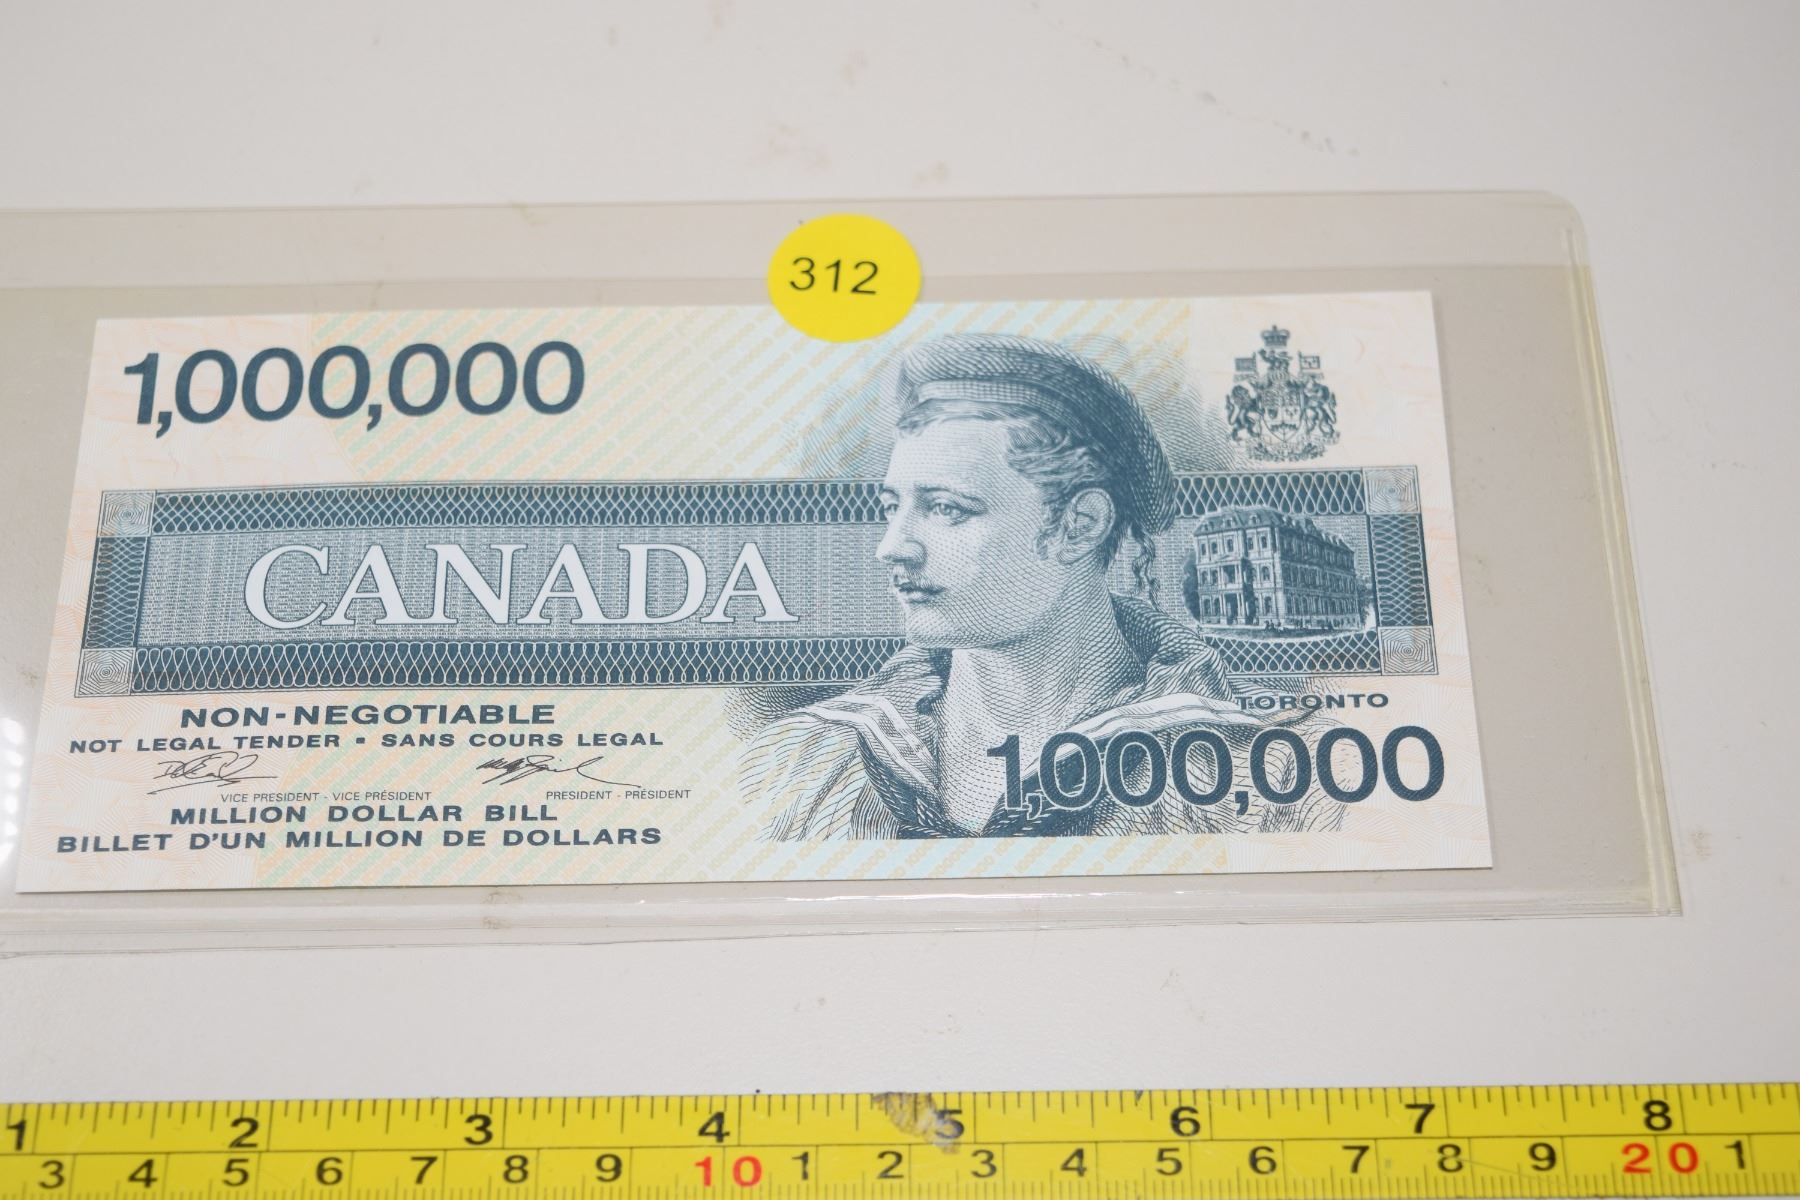 312
1,000,000
CANADA
NON-NEGOTIABLE
NOT LEGAL TENDER ▪ SANS COURS LEGAL
VICE PRESIDENT - VICE PRÉSIDENT
PRESIDENT - PRÉSIDENT
MILLION DOLLAR BILL
BILLET D'UN MILLION DE DOLLARS
TORONTO
1,000,000
1 2 3 4 5 6 7 8
3 4 5 6 7 8 9 10 1 2 3 4 5 6 7 8 9 20 1